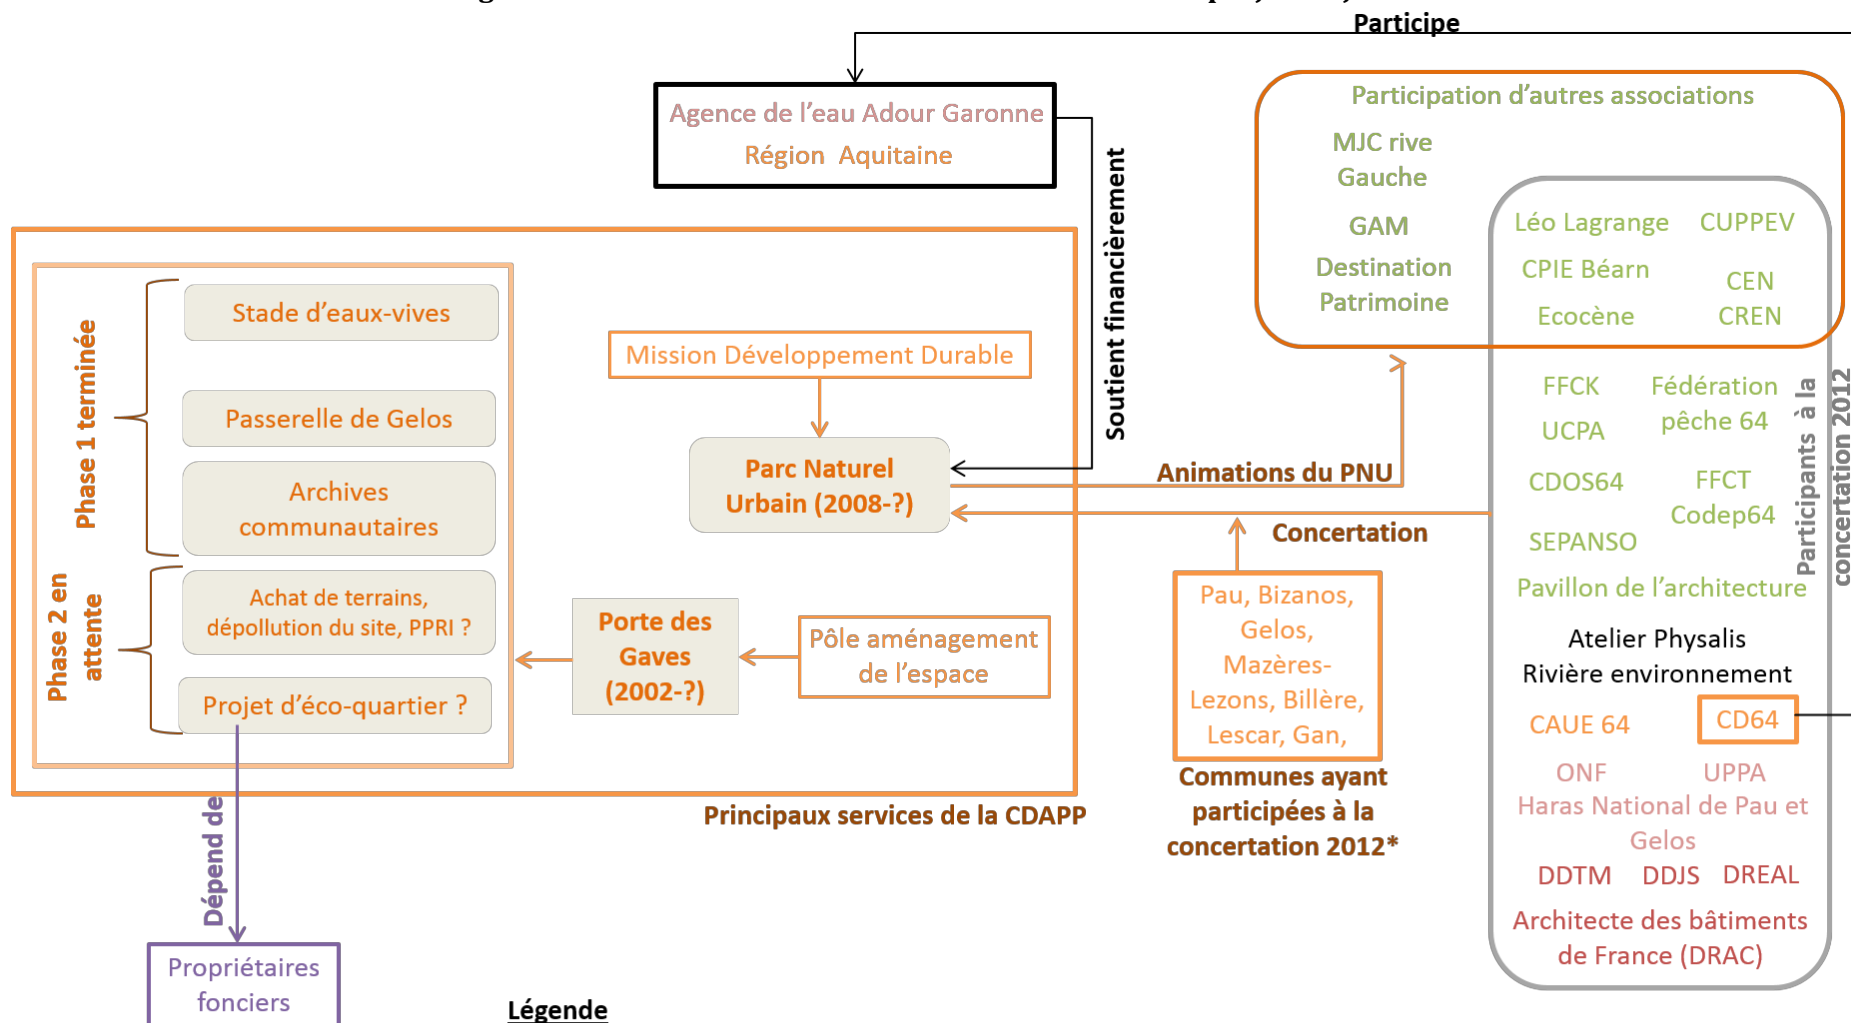 Participe
Agence de l'eau Adour Garonne
Région Aquitaine
Soutient financièrement
Participation d'autres associations
MJC rive
Gauche
GAM
Destination
Patrimoine
Léo Lagrange
CUPPEV
CPIE Béarn
CEN
Ecocène
CREN
Phase 1 terminée
Stade d'eaux-vives
Passerelle de Gelos
Archives
communautaires
Phase 2 en
attente
Achat de terrains,
dépollution du site, PPRI ?
Projet d'éco-quartier ?
Mission Développement Durable
Parc Naturel
Urbain (2008-?)
Porte des
Gaves
(2002-?)
Pôle aménagement
de l'espace
Principaux services de la CDAPP
Animations du PNU
Concertation
Pau, Bizanos,
Gelos,
Mazères-
Lezons, Billère,
Lescar, Gan,
Communes ayant
participées à la
concertation 2012*
FFCK
Fédération
pêche 64
UCPA
CDOS64
FFCT
Codep64
SEPANSO
Pavillon de l'architecture
Participants à la
concertation 2012
Atelier Physalis
Rivière environnement
CAUE 64
CD64
ONF
UPPA
Haras National de Pau et
Gelos
DDTM
DDJS
DREAL
Architecte des bâtiments
de France (DRAC)
Dépend de
Propriétaires
fonciers
Légende